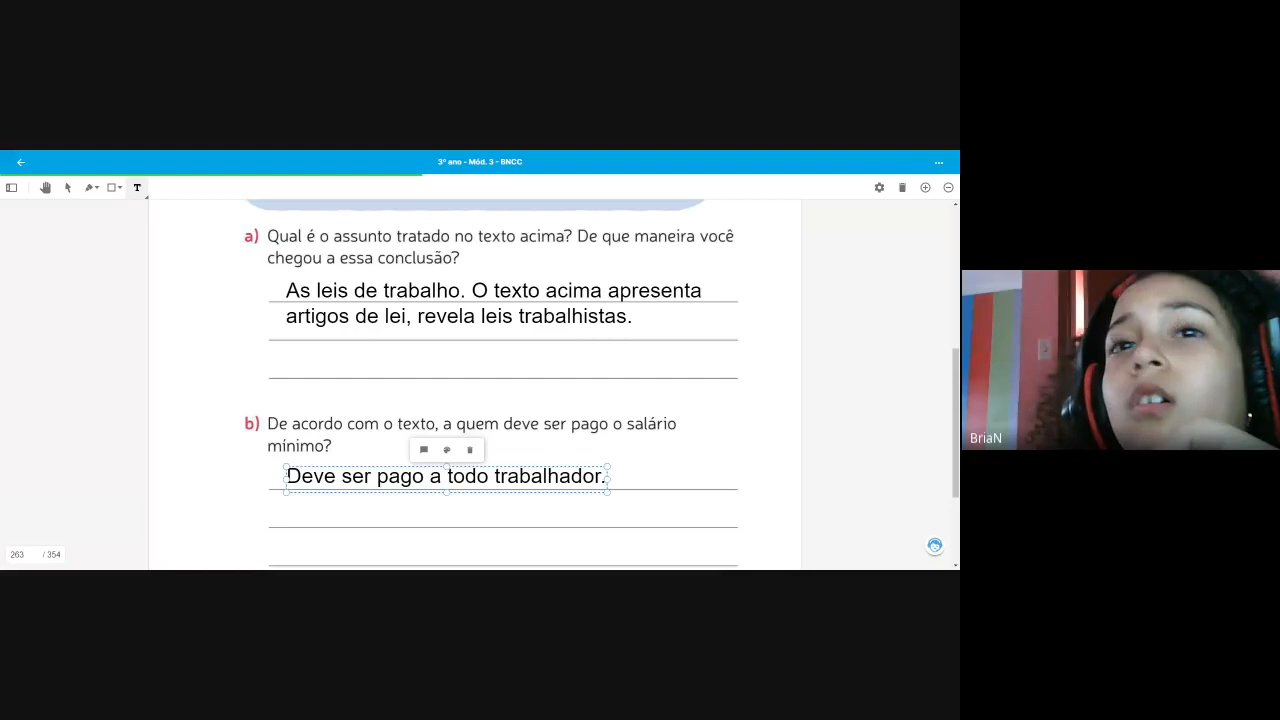 3º ano - Mód. 3 - BNCC
T
a) Qual é o assunto tratado no texto acima? De que maneira você
chegou a essa conclusão?
As leis de trabalho. O texto acima apresenta
artigos de lei, revela leis trabalhistas.
b) De acordo com o texto, a quem deve ser pago o salário
mínimo?
Deve ser pago a todo trabalhador.
263 / 354
BriaN